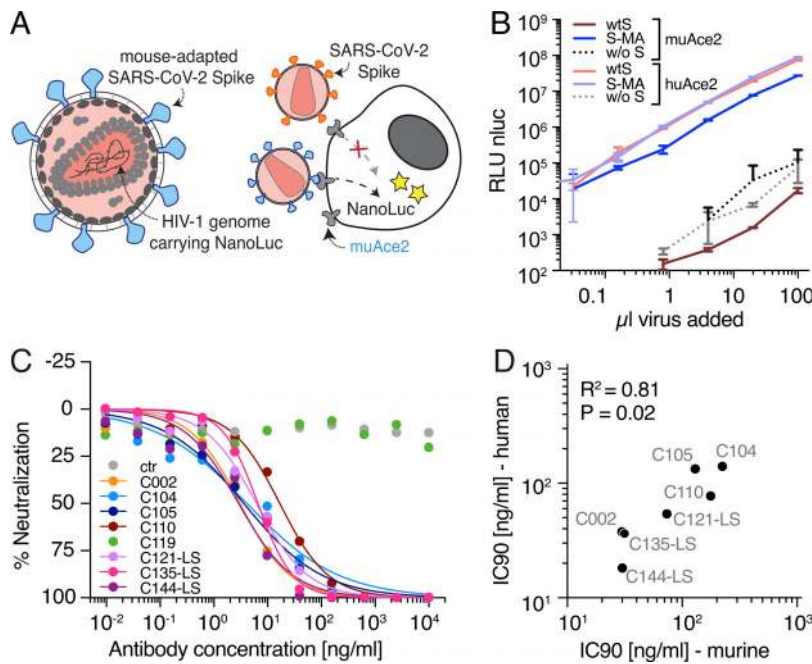 A
mouse-adapted
SARS-CoV-2 Spike
SARS-CoV-2
Spike
NanoLuc
HIV-1 genome
carrying NanoLuc
muAce2
B
RLU nluc
10⁹
10⁸
10⁷
10⁶
10⁵
10⁴
10³
10²
wtS
S-MA
w/o S
muAce2
wtS
S-MA
w/o S
huAce2
0.1 1 10 100
µl virus added
C
% Neutralization
-25
0
25
50
75
100
ctr
C002
C104
C105
C110
C119
C121-LS
C135-LS
C144-LS
10⁻² 10⁻¹ 10⁰ 10¹ 10² 10³ 10⁴
Antibody concentration [ng/ml]
D
IC90 [ng/ml] - human
10³
10²
10¹
R² = 0.81
P = 0.02
C105 C104
C110
C002 C121-LS
C135-LS
C144-LS
10¹ 10² 10³
IC90 [ng/ml] - murine